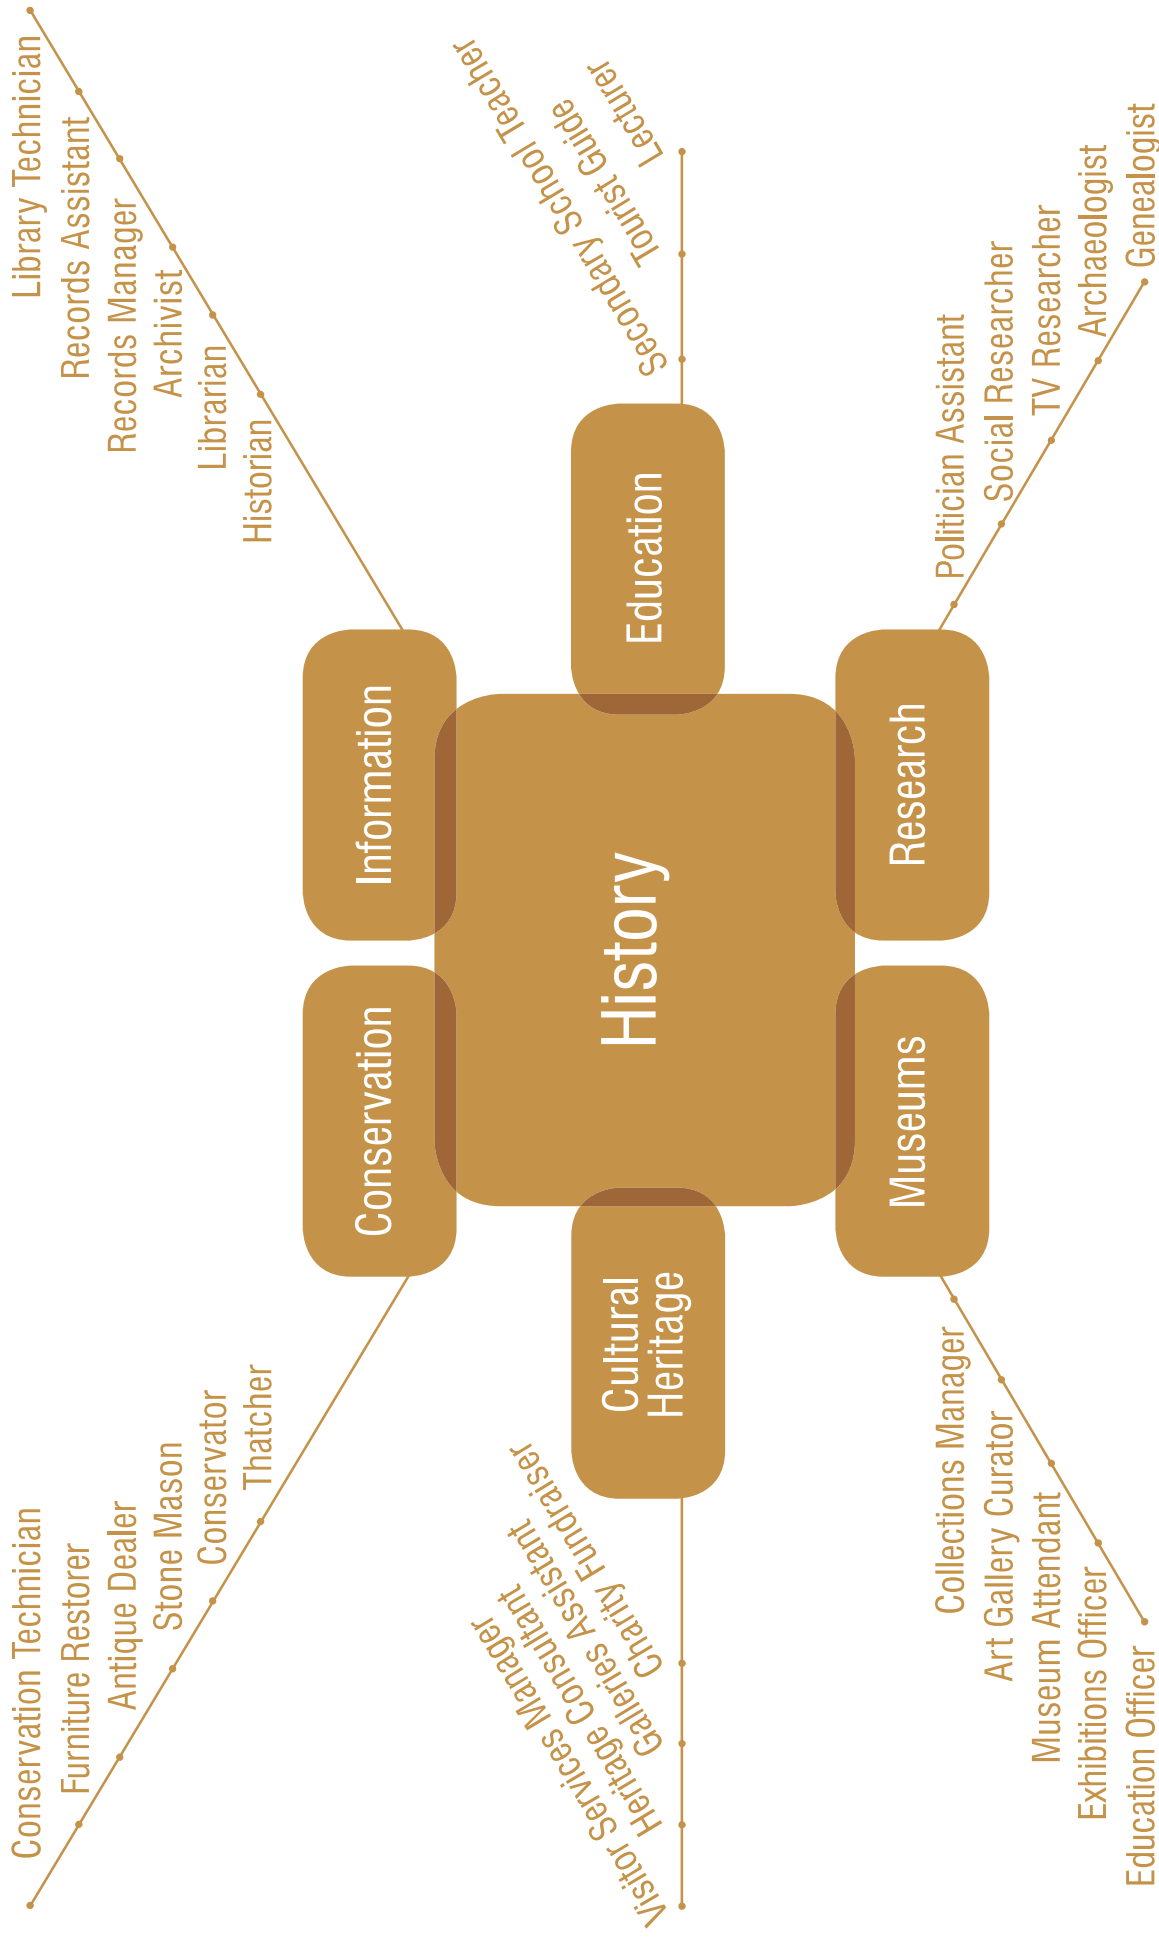 Conservation Technician
Furniture Restorer
Antique Dealer
Stone Mason
Conservator
Thatcher
Conservation
Library Technician
Records Assistant
Records Manager
Archivist
Librarian
Historian
Information
Visitor Services Manager
Heritage Consultant
Galleries Assistant
Charity Fundraiser
Cultural
Heritage
History
Education
Secondary School Teacher
Tourist Guide
Lecturer
Museums
Collections Manager
Art Gallery Curator
Museum Attendant
Exhibitions Officer
Education Officer
Research
Politician Assistant
Social Researcher
TV Researcher
Archaeologist
Genealogist